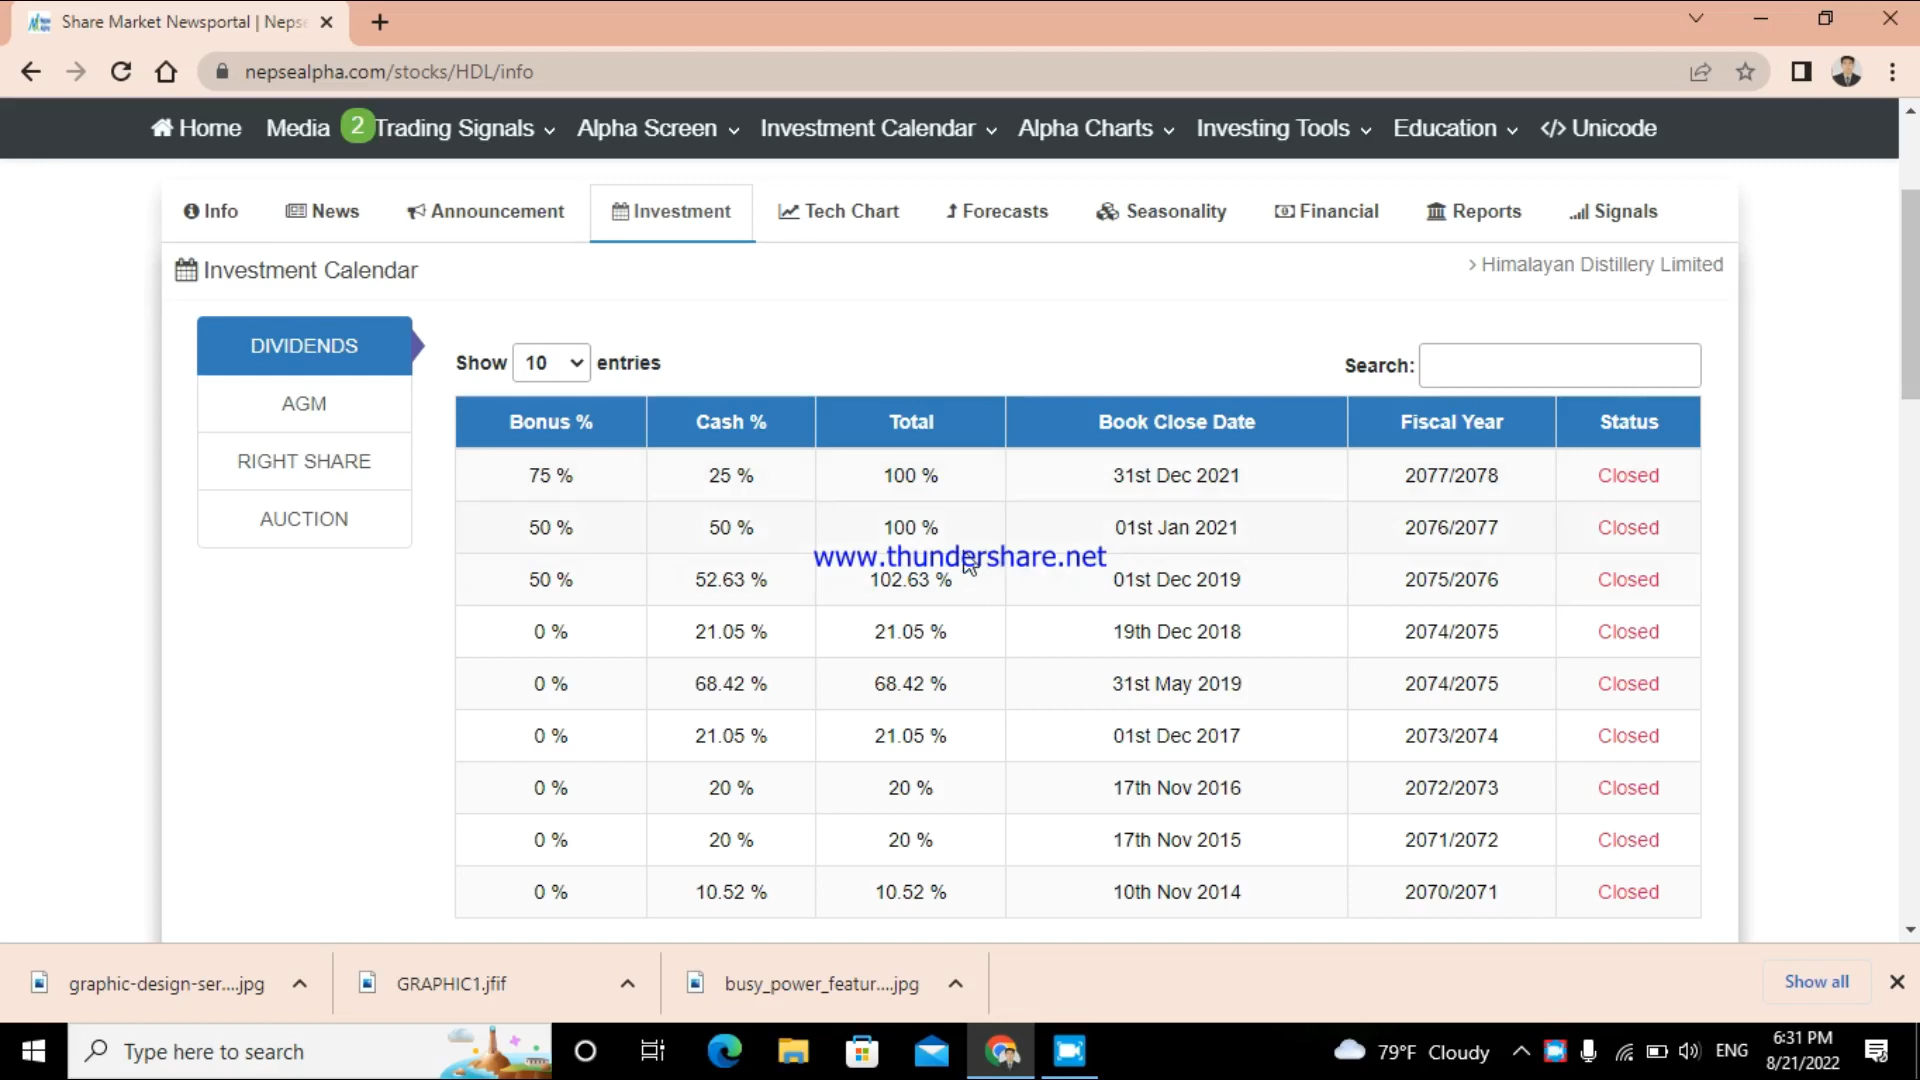 Share Market Newsportal | Nepse
nepsealpha.com/stocks/HDL/info
Home Media 2 Trading Signals Alpha Screen Investment Calendar Alpha Charts Investing Tools Education </> Unicode
Info News Announcement Investment Tech Chart Forecasts Seasonality Financial Reports Signals
Investment Calendar
> Himalayan Distillery Limited
DIVIDENDS
AGM
RIGHT SHARE
AUCTION
Show 10 entries
Search:
Bonus % Cash % Total Book Close Date Fiscal Year Status
75 % 25 % 100 % 31st Dec 2021 2077/2078 Closed
50 % 50 % 100 % 01st Jan 2021 2076/2077 Closed
www.thundershare.net
50 % 52.63 % 102.63 % 01st Dec 2019 2075/2076 Closed
0 % 21.05 % 21.05 % 19th Dec 2018 2074/2075 Closed
0 % 68.42 % 68.42 % 31st May 2019 2074/2075 Closed
0 % 21.05 % 21.05 % 01st Dec 2017 2073/2074 Closed
0 % 20 % 20 % 17th Nov 2016 2072/2073 Closed
0 % 20 % 20 % 17th Nov 2015 2071/2072 Closed
0 % 10.52 % 10.52 % 10th Nov 2014 2070/2071 Closed
graphic-design-ser....jpg GRAPHIC1.jfif busy_power_featur....jpg Show all
Type here to search
79°F Cloudy
ENG
6:31 PM
8/21/2022